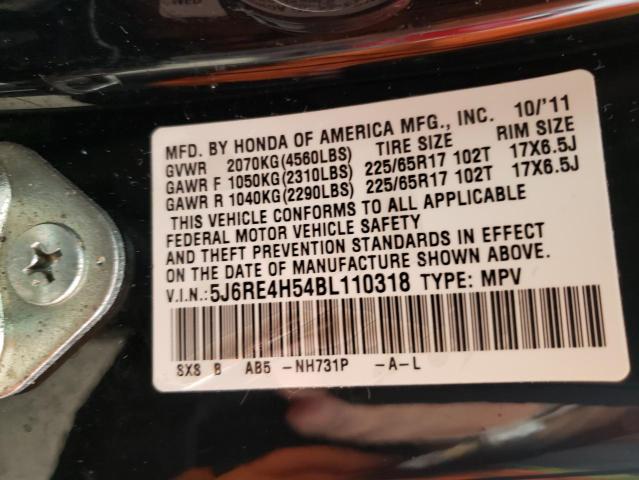 MFD. BY HONDA OF AMERICA MFG., INC. 10/'11
GVWR 2070KG(4560LBS) TIRE SIZE RIM SIZE
GAWR F 1050KG(2310LBS) 225/65R17 102T 17X6.5J
GAWR R 1040KG(2290LBS) 225/65R17 102T 17X6.5J
THIS VEHICLE CONFORMS TO ALL APPLICABLE
FEDERAL MOTOR VEHICLE SAFETY
AND THEFT PREVENTION STANDARDS IN EFFECT
ON THE DATE OF MANUFACTURE SHOWN ABOVE.
V.I.N.:5J6RE4H54BL110318 TYPE: MPV
SXS B AB5 -NH731P -A-L